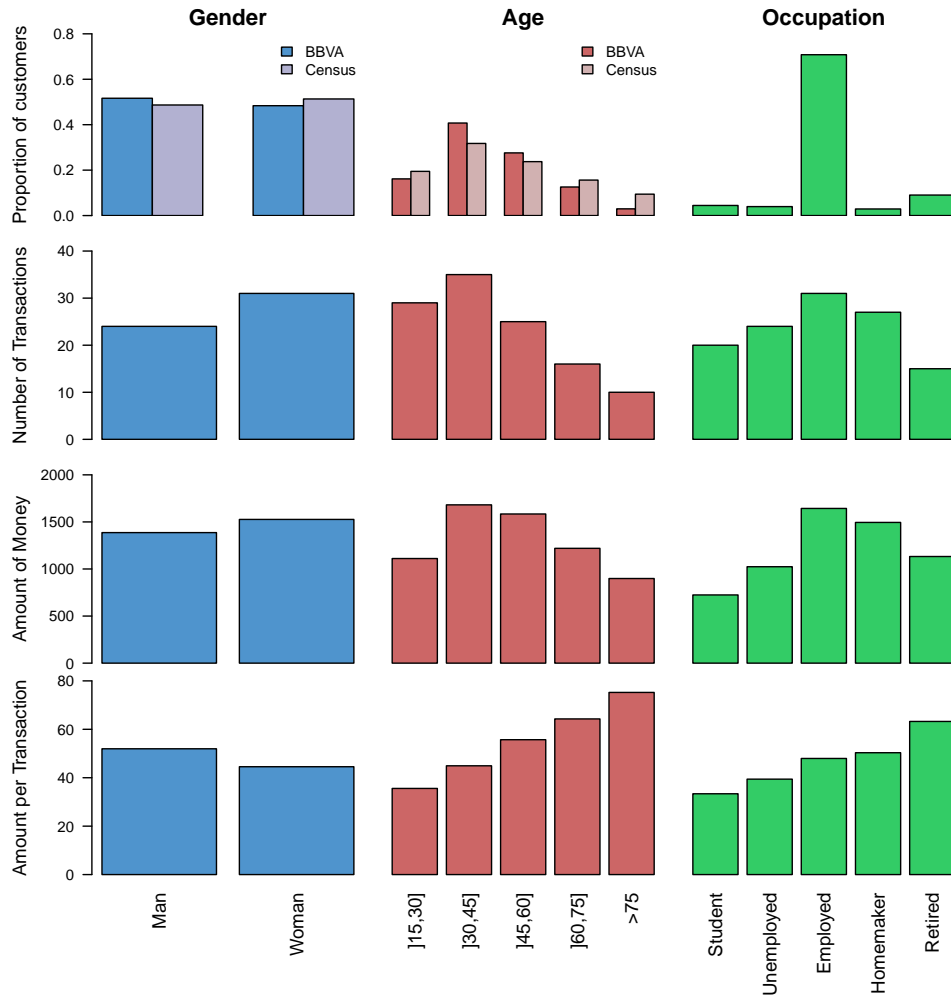 Gender
Age
Occupation
Proportion of customers
0.8
0.6
0.4
0.2
0.0
BBVA
Census
BBVA
Census
Number of Transactions
40
30
20
10
0
Amount of Money
2000
1500
1000
500
0
Amount per Transaction
80
60
40
20
0
Man
Woman
]15,30]
]30,45]
]45,60]
]60,75]
>75
Student
Unemployed
Employed
Homemaker
Retired